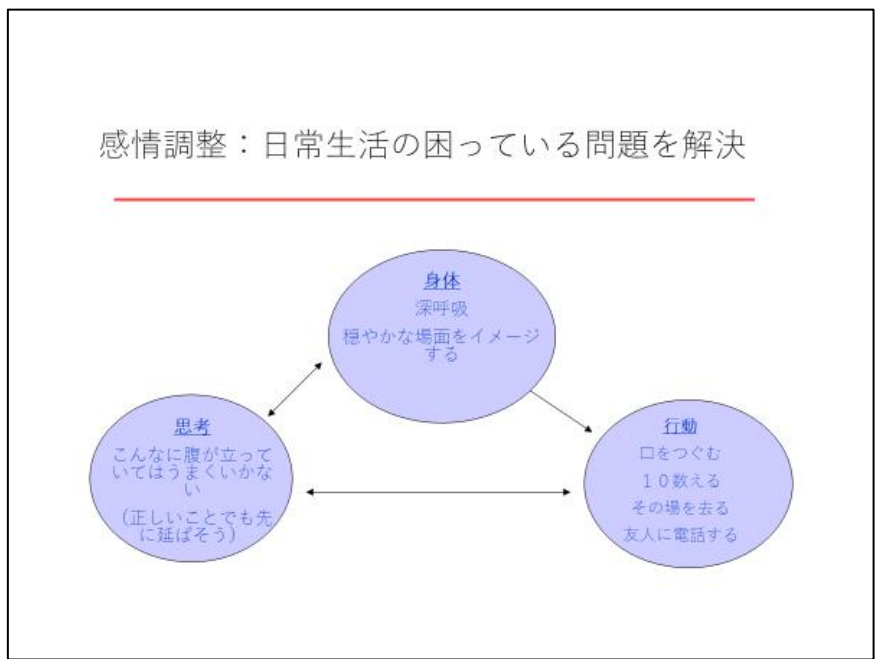 感情調整：日常生活の困っている問題を解決
身体
深呼吸
穏やかな場面をイメージ
する
思考
こんなに腹が立って
いてはうまくいかな
い
（正しいことでも先
に延ばそう）
行動
口をつぐむ
１０数える
その場を去る
友人に電話する